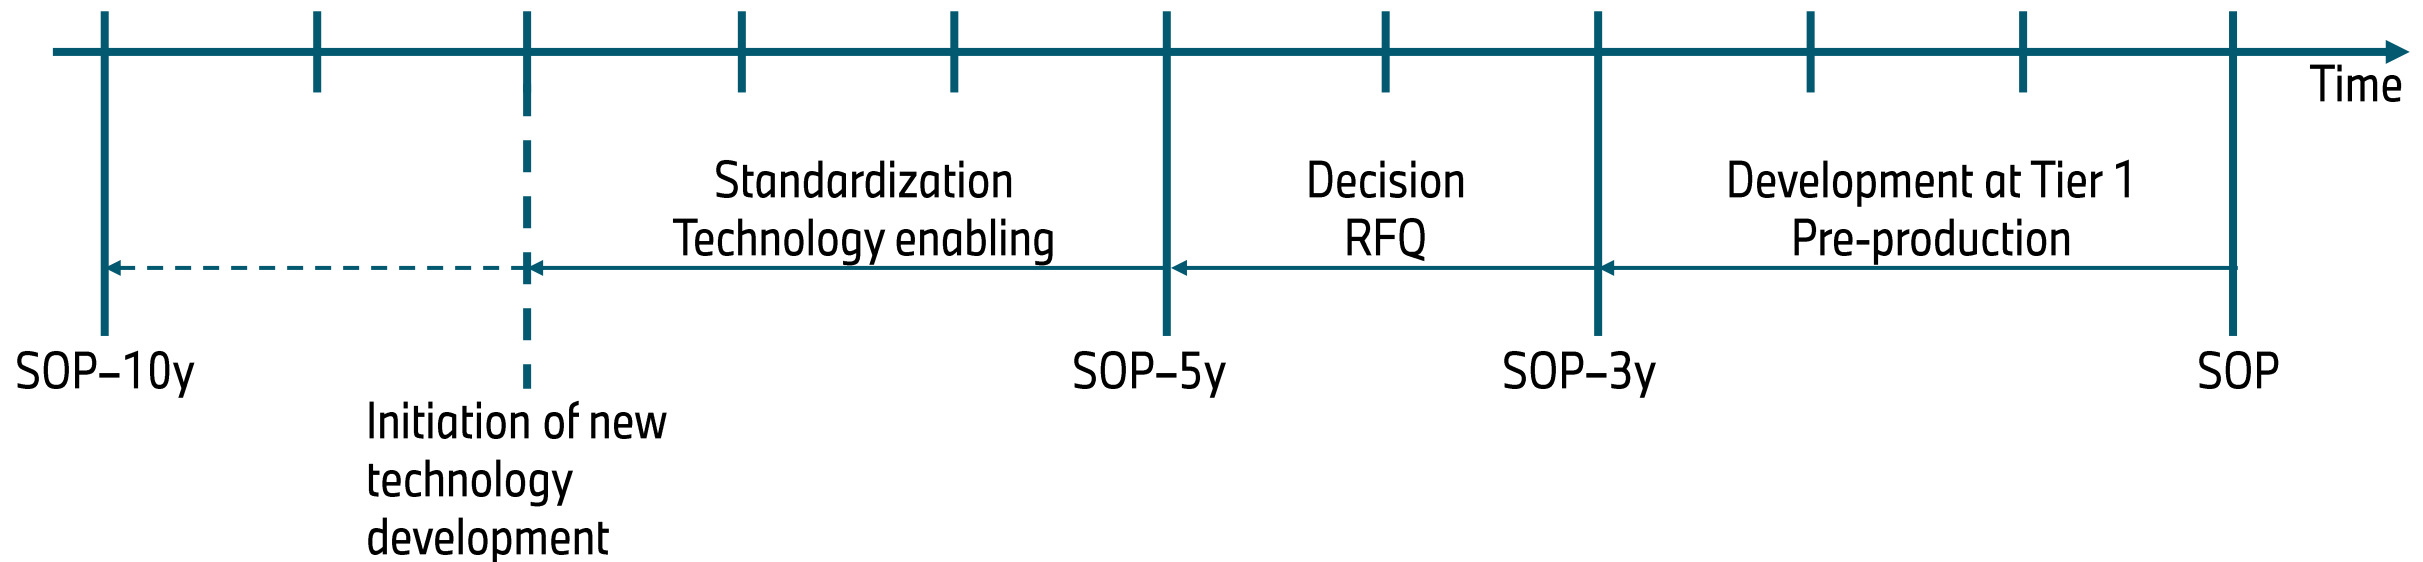 Time
Standardization
Technology enabling
Decision
RFQ
Development at Tier 1
Pre-production
SOP–10y
SOP–5y
SOP–3y
SOP
Initiation of new
technology
development